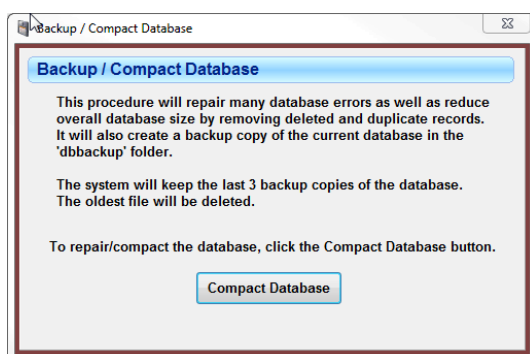 Backup / Compact Database
Backup / Compact Database
This procedure will repair many database errors as well as reduce
overall database size by removing deleted and duplicate records.
It will also create a backup copy of the current database in the
'dbbackup' folder.
The system will keep the last 3 backup copies of the database.
The oldest file will be deleted.
To repair/compact the database, click the Compact Database button.
Compact Database